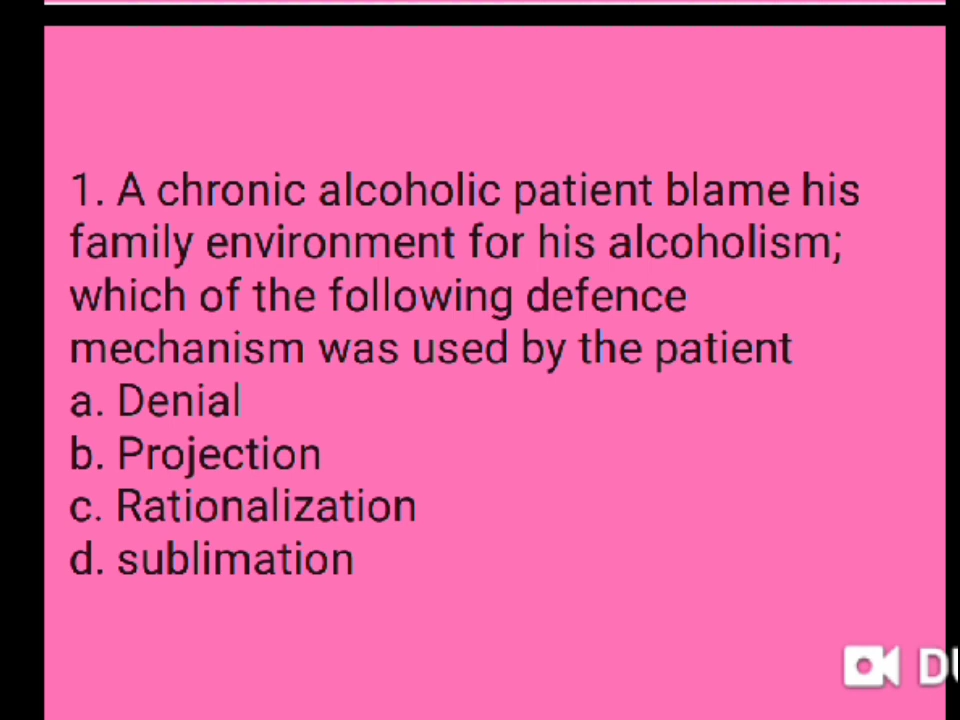 1. A chronic alcoholic patient blame his
family environment for his alcoholism;
which of the following defence
mechanism was used by the patient
a. Denial
b. Projection
c. Rationalization
d. sublimation